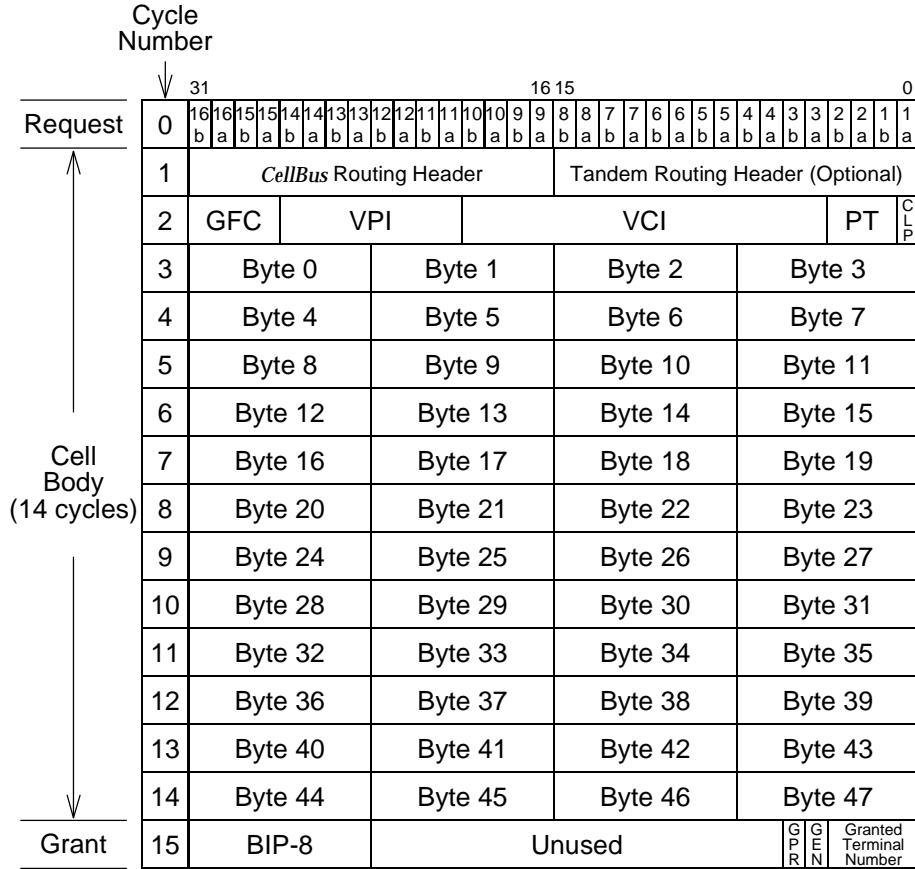 Cycle
Number
31 16 15 0
Request 0 16 16 15 15 14 14 13 13 12 12 11 11 10 10 9 9 8 8 7 7 6 6 5 5 4 4 3 3 2 2 1 1
b a b a b a b a b a b a b a b a b a b a b a b a b a b a b a b a
1 CellBus Routing Header Tandem Routing Header (Optional)
2 GFC VPI VCI PT CLP
3 Byte 0 Byte 1 Byte 2 Byte 3
4 Byte 4 Byte 5 Byte 6 Byte 7
5 Byte 8 Byte 9 Byte 10 Byte 11
6 Byte 12 Byte 13 Byte 14 Byte 15
Cell
Body
(14 cycles)
7 Byte 16 Byte 17 Byte 18 Byte 19
8 Byte 20 Byte 21 Byte 22 Byte 23
9 Byte 24 Byte 25 Byte 26 Byte 27
10 Byte 28 Byte 29 Byte 30 Byte 31
11 Byte 32 Byte 33 Byte 34 Byte 35
12 Byte 36 Byte 37 Byte 38 Byte 39
13 Byte 40 Byte 41 Byte 42 Byte 43
14 Byte 44 Byte 45 Byte 46 Byte 47
Grant 15 BIP-8 Unused GPR GEN Granted
Terminal
Number